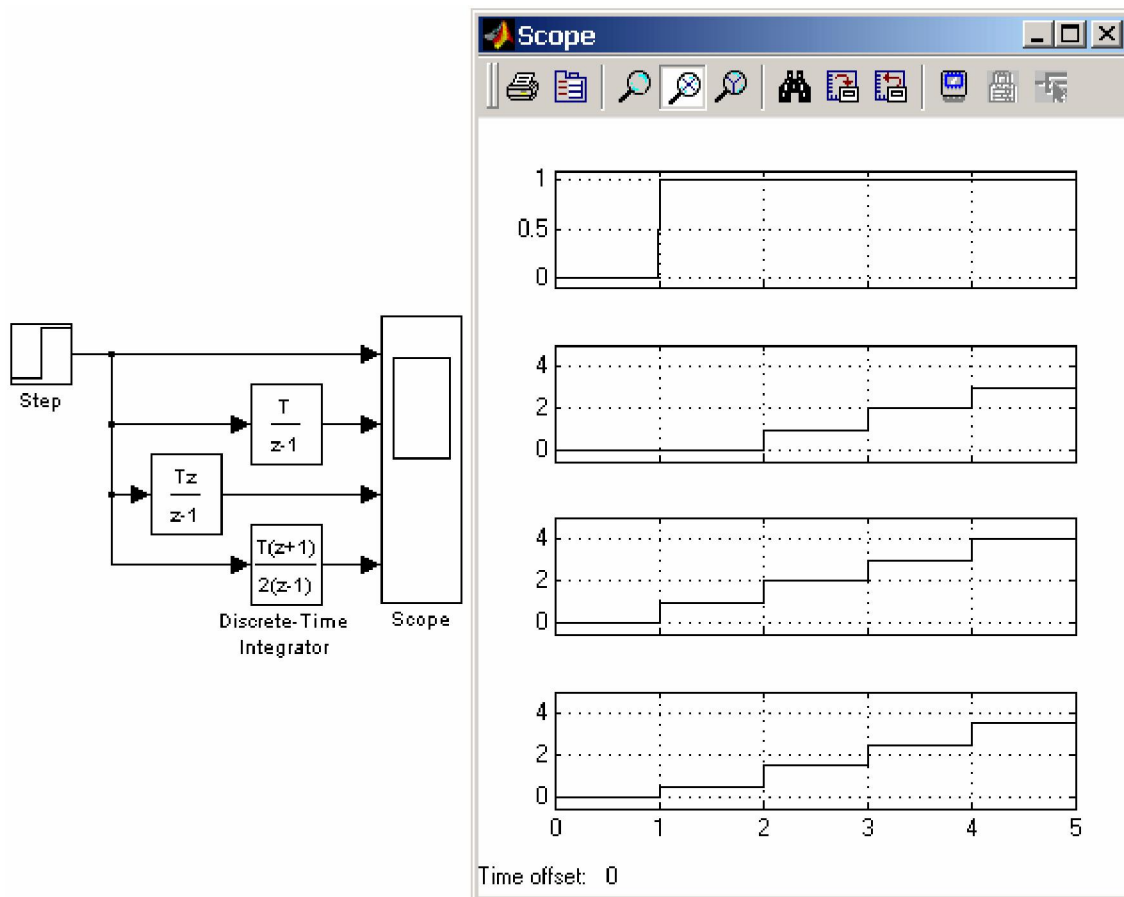 Scope
1
0.5
0
4
2
0
4
2
0
4
2
0
0 1 2 3 4 5
Time offset: 0
Step
T
z-1
Tz
z-1
T(z+1)
2(z-1)
Discrete-Time
Integrator
Scope